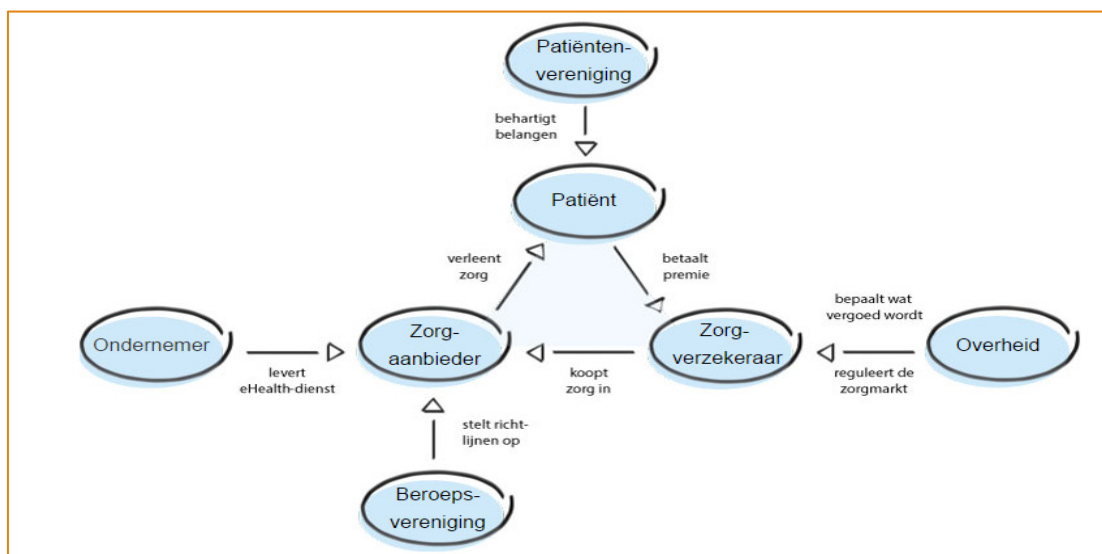 Patiënten-
vereniging
behartigt
belangen
Patiënt
verleent
zorg
betaalt
premie
bepaalt wat
vergoed wordt
Ondernemer
Zorg-
aanbieder
Zorg-
verzekeraar
Overheid
levert
eHealth-dienst
koopt
zorg in
reguleert de
zorgmarkt
stelt richt-
lijnen op
Beroeps-
vereniging